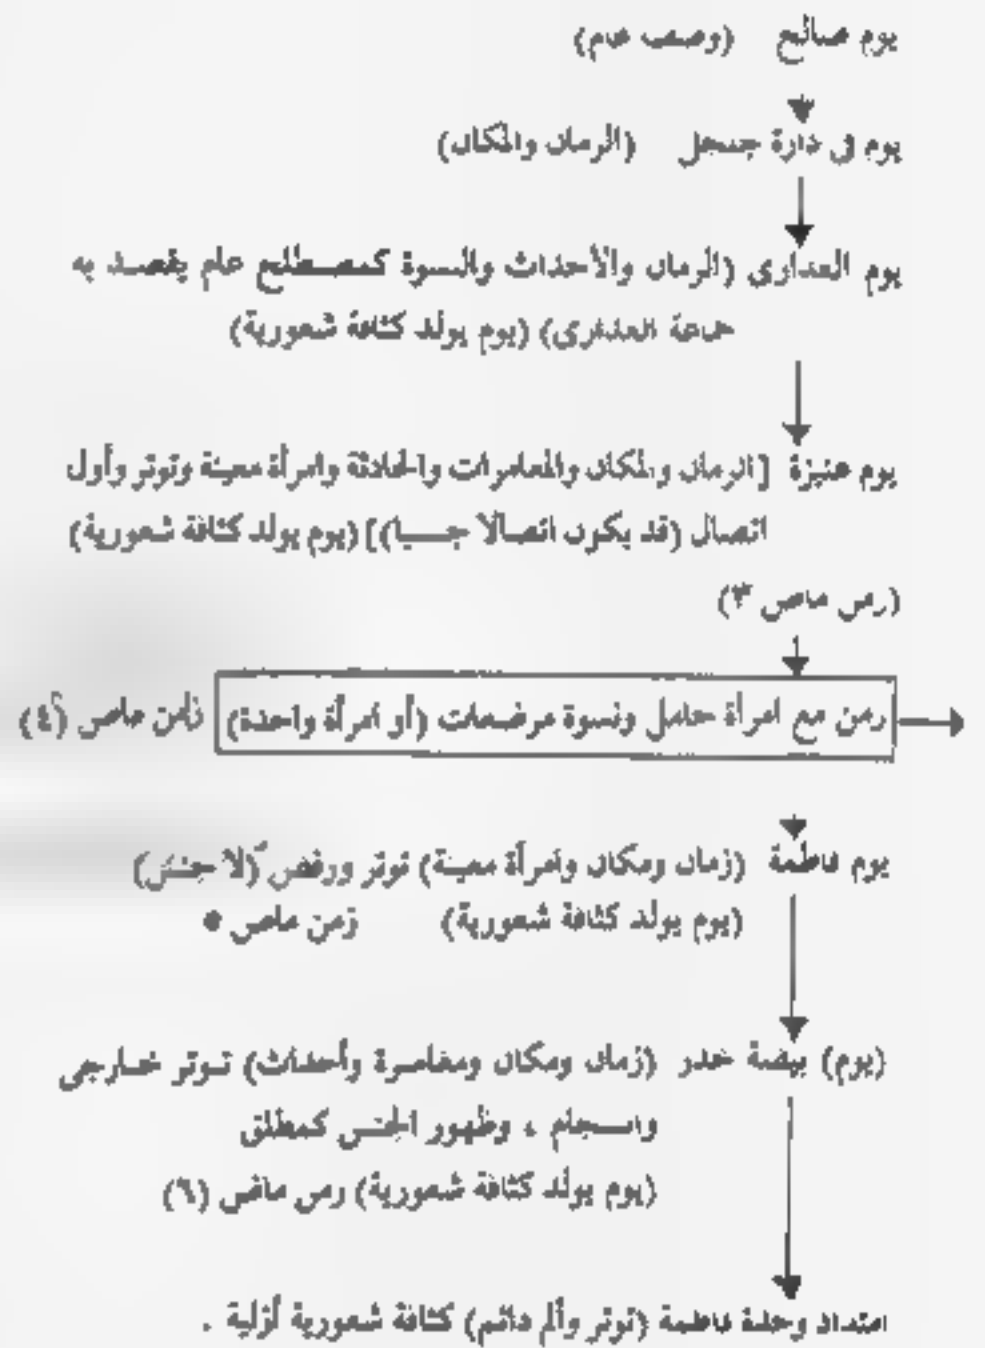 يوم صالح (وصف عام)
يوم في دارة جلجل (الزمان والمكان)
يوم العذارى (الزمان والأحداث والنسوة كمصطلح عام يقصد به
جماعة العذارى) (يوم يولد كثافة شعورية)
يوم عنيزة [الزمان والمكان والمغامرات والحادثة وامرأة معينة وتوتر وأول
اتصال (قد يكون اتصالا جنسيا)] (يوم يولد كثافة شعورية)
(زمن ماض ٣)
زمن مع امرأة حامل ونسوة مرضعات (أو امرأة واحدة) زمن ماض (٤)
يوم فاطمة (زمان ومكان وامرأة معينة) توتر ورفض (لا جنس)
(يوم يولد كثافة شعورية) زمن ماض ٥
(يوم) بيضة خدر (زمان ومكان ومغامرة وأحداث) توتر خارجى
وانسجام ، وظهور الجنس كمطلق
(يوم يولد كثافة شعورية) زمن ماض (٦)
امتداد وحدة فاطمة (توتر وألم دائم) كثافة شعورية أزلية .